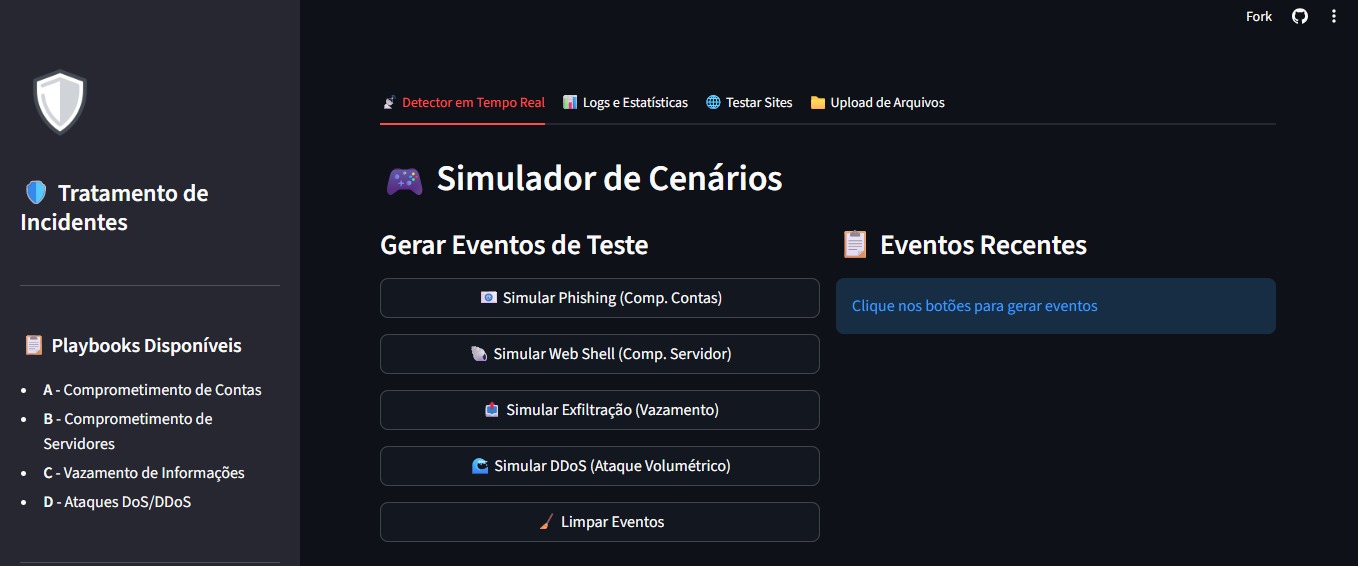 Fork
Tratamento de
Incidentes
Playbooks Disponíveis
A - Comprometimento de Contas
B - Comprometimento de
Servidores
C - Vazamento de Informações
D - Ataques DoS/DDoS
Detector em Tempo Real
Logs e Estatísticas
Testar Sites
Upload de Arquivos
Simulador de Cenários
Gerar Eventos de Teste
Simular Phishing (Comp. Contas)
Simular Web Shell (Comp. Servidor)
Simular Exfiltração (Vazamento)
Simular DDoS (Ataque Volumétrico)
Limpar Eventos
Eventos Recentes
Clique nos botões para gerar eventos